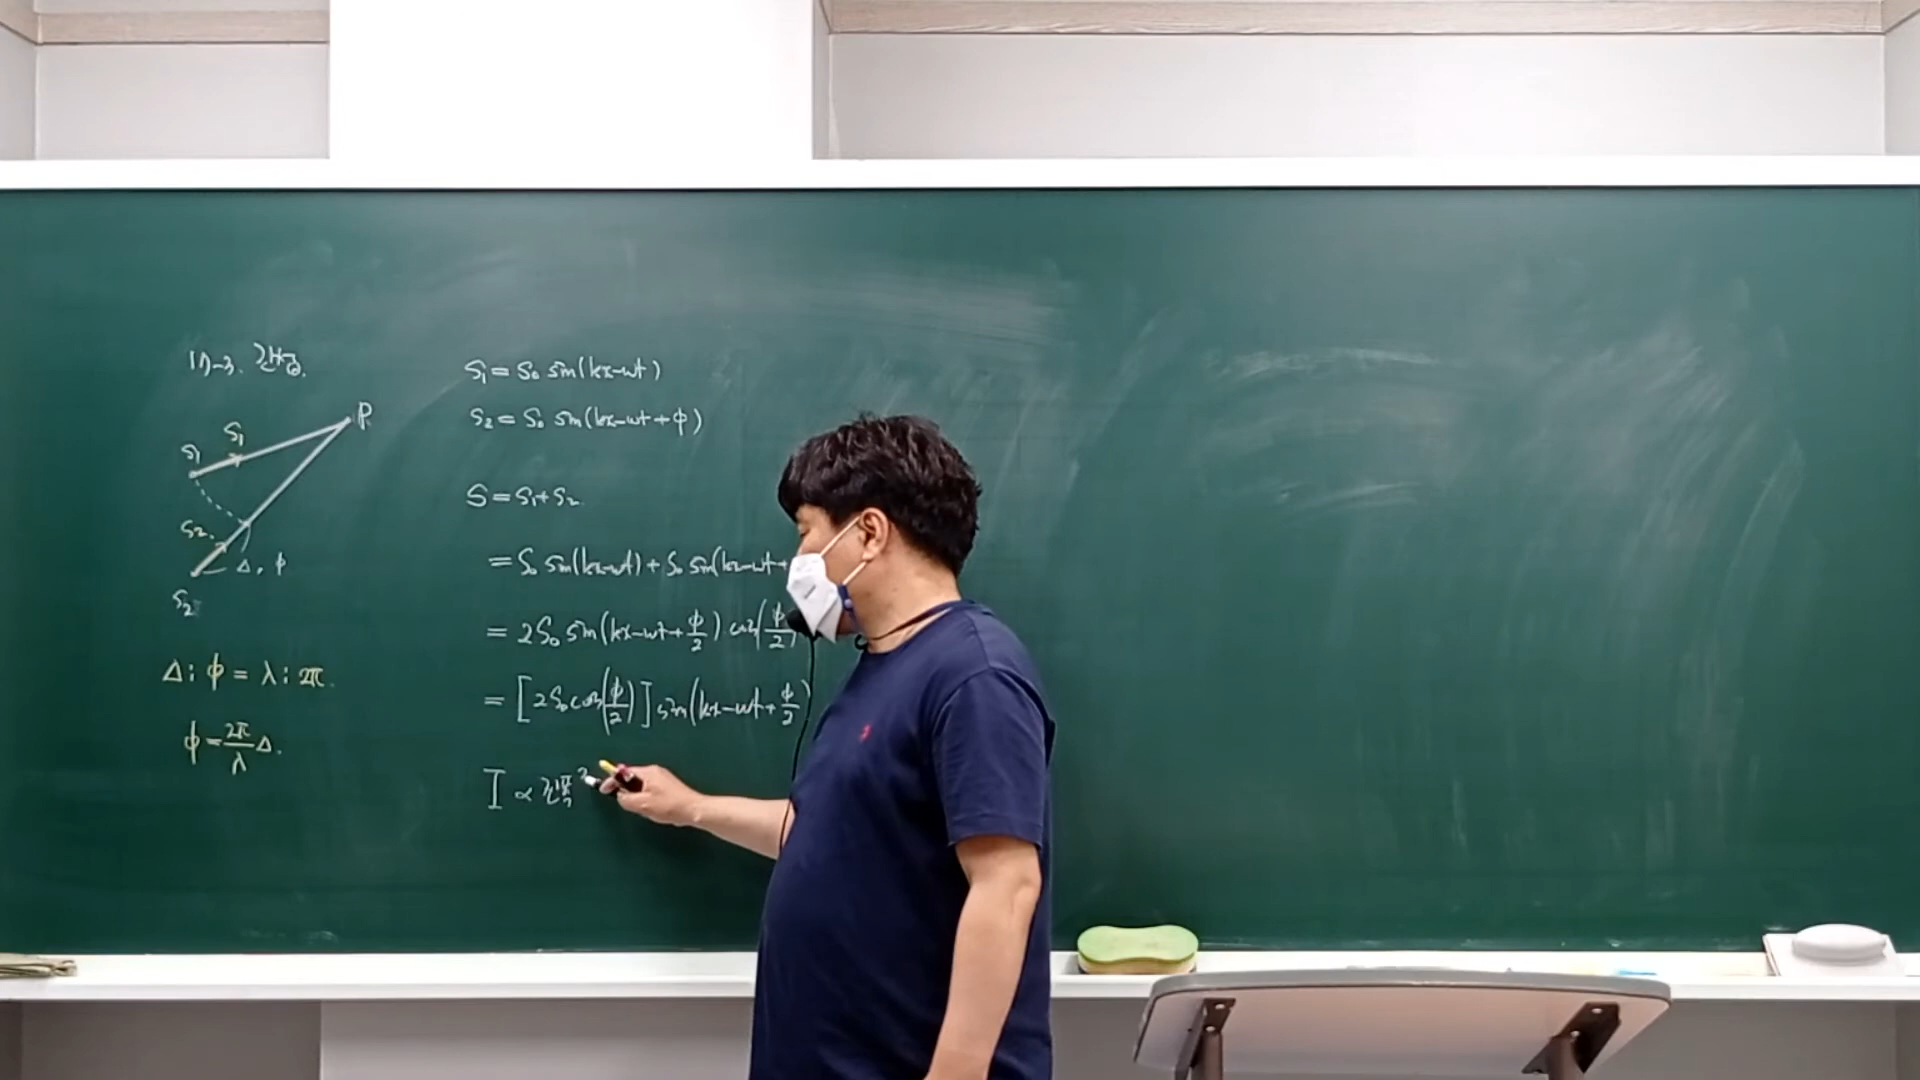 17-3. 간섭.
P.
S₁
S₁
S₂.
Δ. φ
S₂
Δ : φ = λ : 2π.
φ = 2π/λ Δ.
S₁ = S₀ sin(kx-ωt)
S₂ = S₀ sin(kx-ωt+φ)
S = S₁+S₂.
= S₀ sin(kx-ωt) + S₀ sin(kx-ωt+
= 2S₀ sin(kx-ωt+φ/2) cos(φ/2)
= [2S₀cos(φ/2)] sin(kx-ωt+φ/2)
I ∝ 진폭²